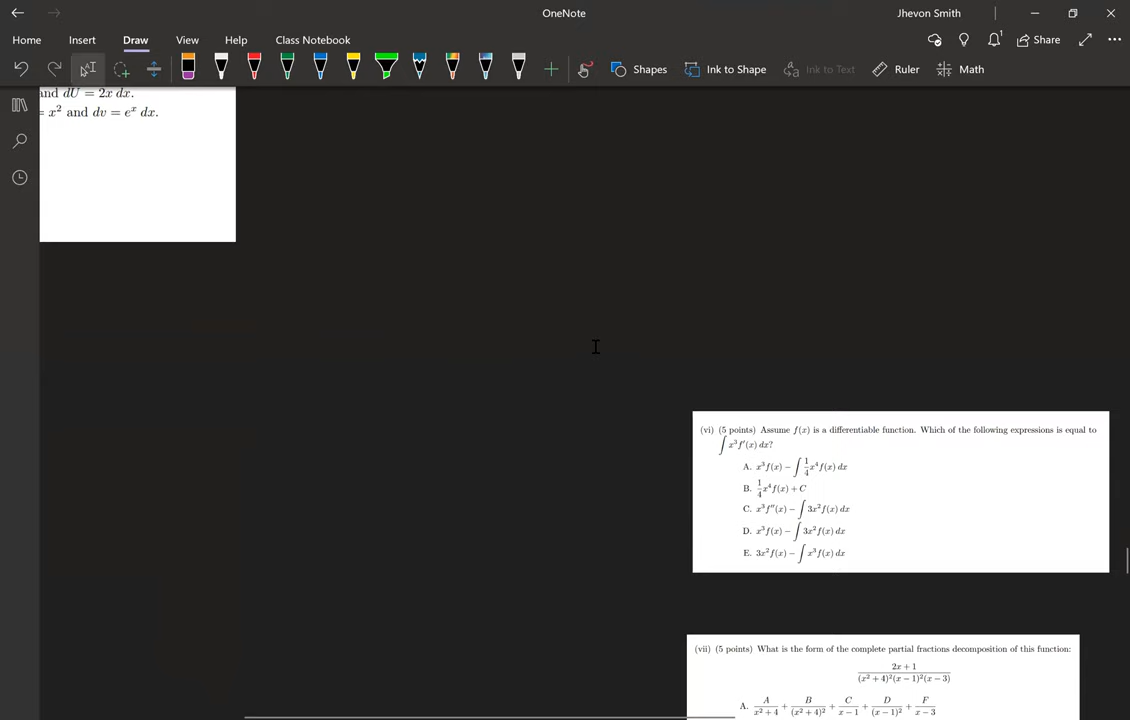 OneNote
Jhevon Smith
Home Insert Draw View Help Class Notebook
Share
Shapes Ink to Shape Ink to Text Ruler Math
and dU = 2x dx.
= x² and dv = eˣ dx.
(vi) (5 points) Assume f(x) is a differentiable function. Which of the following expressions is equal to
∫ x³f′(x) dx?
A. x³f(x) − ∫ 1/4 x⁴f(x) dx
B. 1/4 x⁴f(x) + C
C. x³f″(x) − ∫ 3x²f(x) dx
D. x³f(x) − ∫ 3x²f(x) dx
E. 3x²f(x) − ∫ x³f(x) dx
(vii) (5 points) What is the form of the complete partial fractions decomposition of this function:
(2x + 1)/((x² + 4)²(x − 1)²(x − 3))
A. A/(x² + 4) + B/(x² + 4)² + C/(x − 1) + D/(x − 1)² + F/(x − 3)